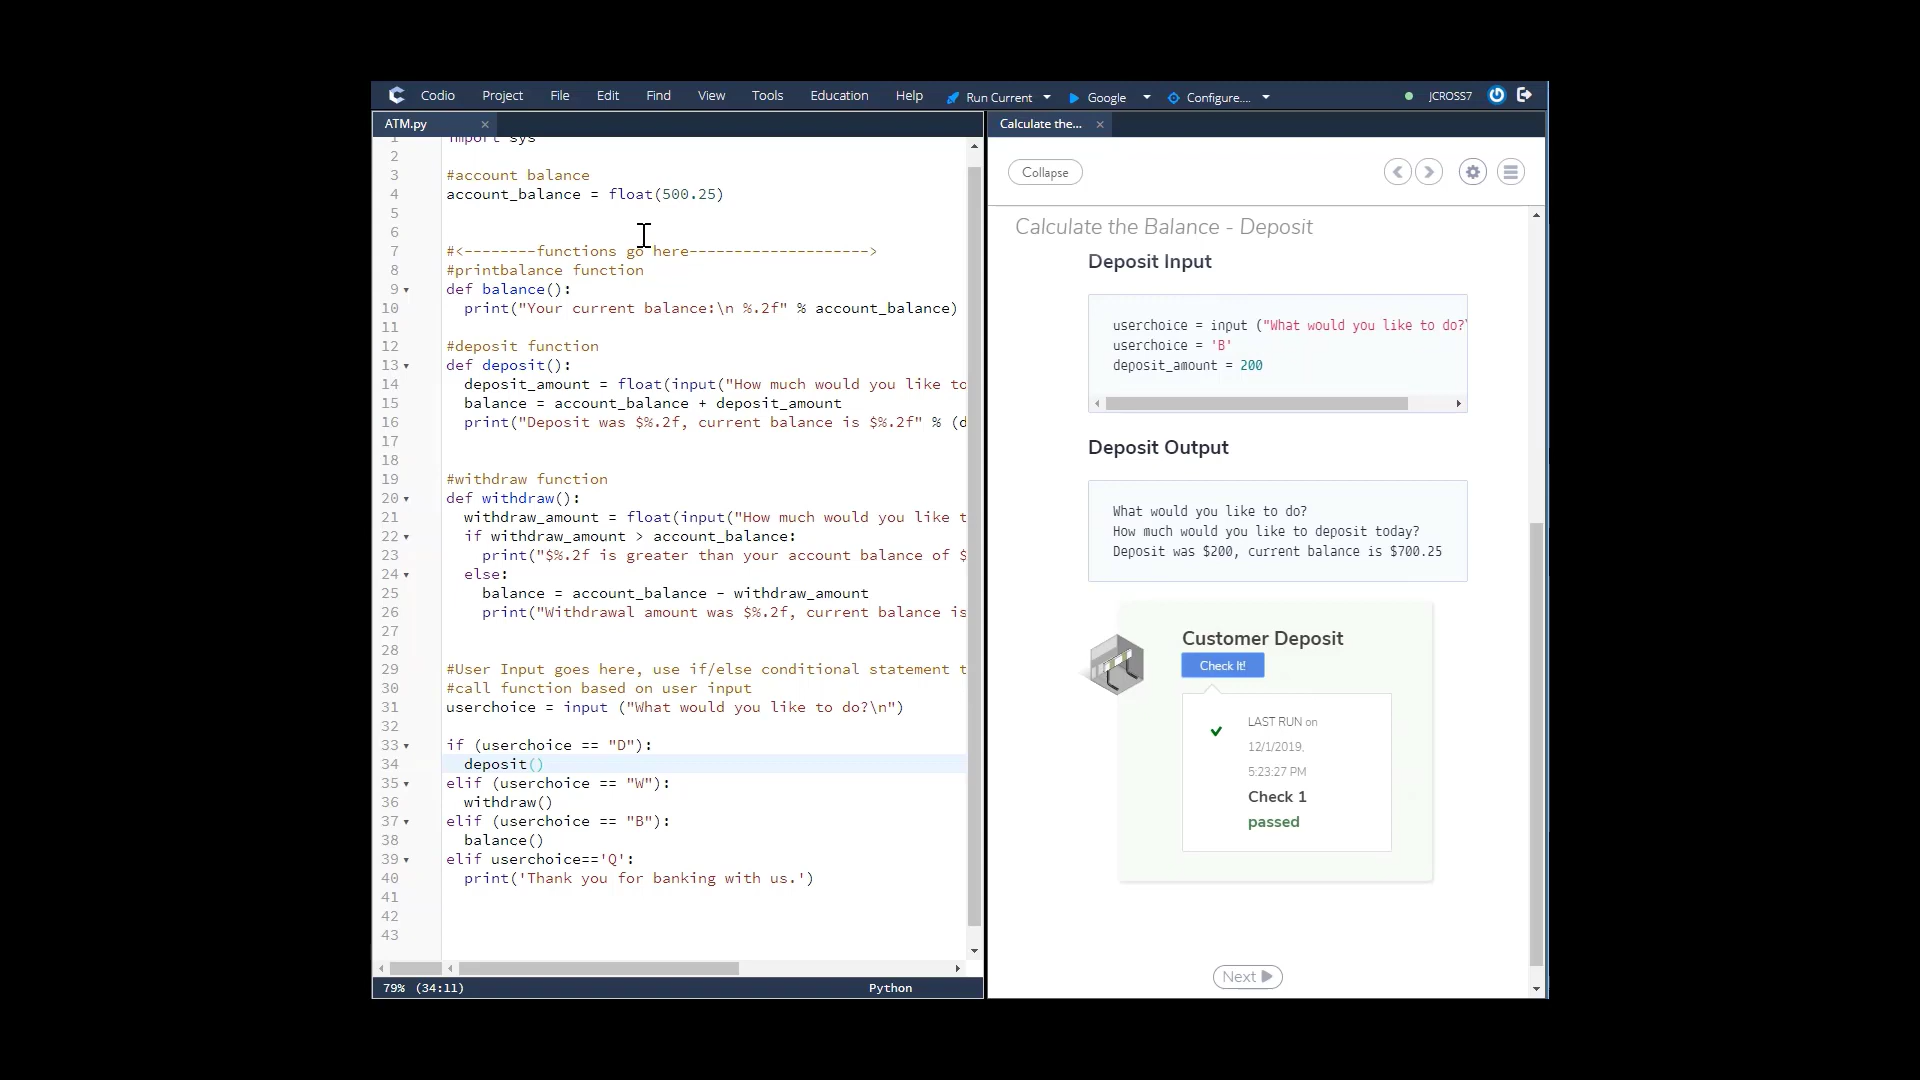 Codio Project File Edit Find View Tools Education Help Run Current Google Configure.... JCROSS7
ATM.py
1 import sys
2
3 #account balance
4 account_balance = float(500.25)
5
6
7 #<--------functions go here-------------------->
8 #printbalance function
9 def balance():
10 print("Your current balance:\n %.2f" % account_balance)
11
12 #deposit function
13 def deposit():
14 deposit_amount = float(input("How much would you like to
15 balance = account_balance + deposit_amount
16 print("Deposit was $%.2f, current balance is $%.2f" % (d
17
18
19 #withdraw function
20 def withdraw():
21 withdraw_amount = float(input("How much would you like t
22 if withdraw_amount > account_balance:
23 print("$%.2f is greater than your account balance of $
24 else:
25 balance = account_balance - withdraw_amount
26 print("Withdrawal amount was $%.2f, current balance is
27
28
29 #User Input goes here, use if/else conditional statement t
30 #call function based on user input
31 userchoice = input ("What would you like to do?\n")
32
33 if (userchoice == "D"):
34 deposit()
35 elif (userchoice == "W"):
36 withdraw()
37 elif (userchoice == "B"):
38 balance()
39 elif userchoice=='Q':
40 print('Thank you for banking with us.')
41
42
43
79% (34:11) Python
Calculate the...
Collapse
Calculate the Balance - Deposit
Deposit Input
userchoice = input ("What would you like to do?\
userchoice = 'B'
deposit_amount = 200
Deposit Output
What would you like to do?
How much would you like to deposit today?
Deposit was $200, current balance is $700.25
Customer Deposit
Check It!
LAST RUN on
12/1/2019,
5:23:27 PM
Check 1
passed
Next